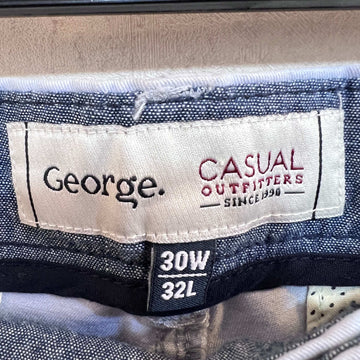 George.
CASUAL
OUTFITTERS
SINCE 1990
30W
32L